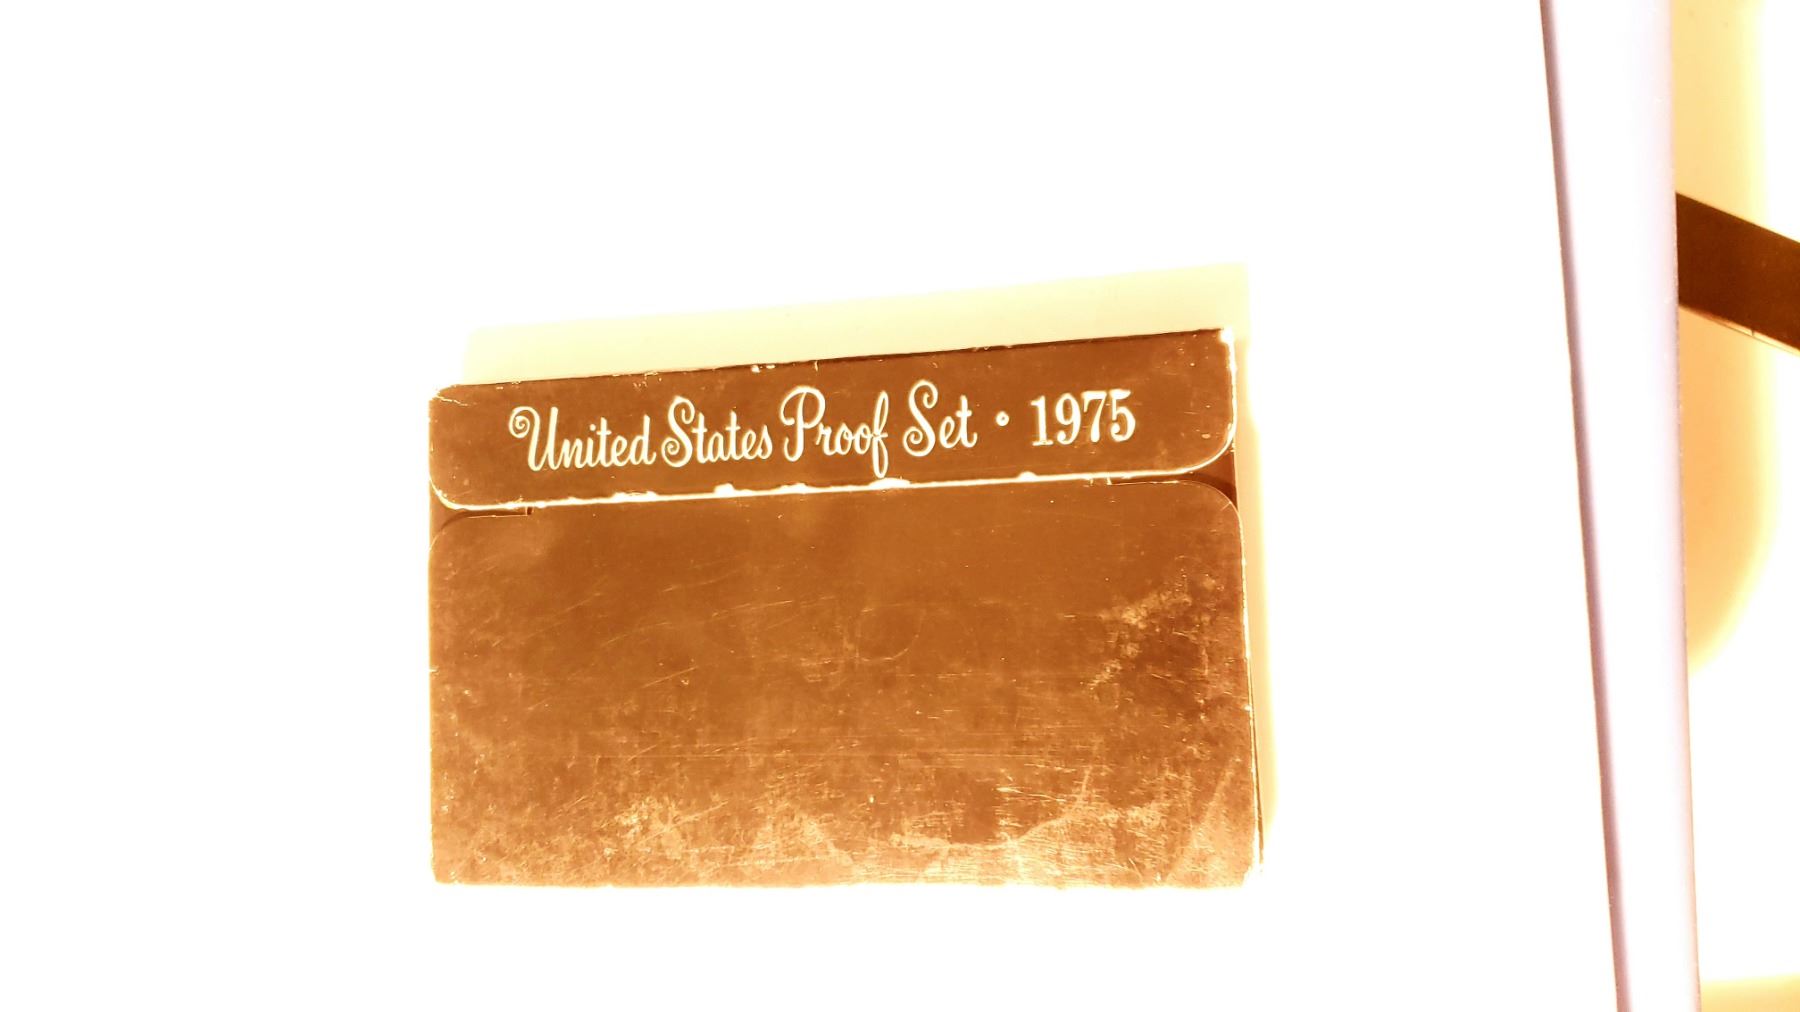 United States Proof Set • 1975